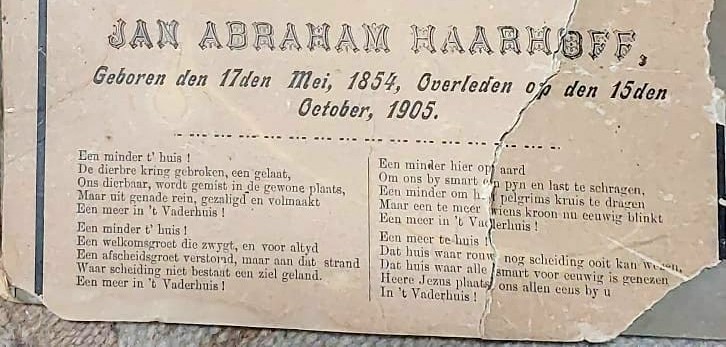 JAN ABRAHAM HAARHOFF,
Geboren den 17den Mei, 1854, Overleden op den 15den
October, 1905.
Een minder t' huis !
De dierbre kring gebroken, een gelaat,
Ons dierbaar, wordt gemist in de gewone plaats,
Maar uit genade rein, gezaligd en volmaakt
Een meer in 't Vaderhuis !
Een minder t' huis !
Een welkomsgroet die zwygt, en voor altyd
Een afscheidsgroet verstomd, maar aan dat strand
Waar scheiding niet bestaat een ziel geland.
Een meer in 't Vaderhuis !
Een minder hier op aard
Om ons by smart en pyn en last te schragen,
Een minder om het pelgrims kruis te dragen
Maar een te meer wiens kroon nu eeuwig blinkt
Een meer in 't Vaderhuis !
Een meer te huis !
Dat huis waar rouw nog scheiding ooit kan wezen,
Dat huis waar alle smart voor eeuwig is genezen
Heere Jezus plaats ons allen eens by u
In 't Vaderhuis !